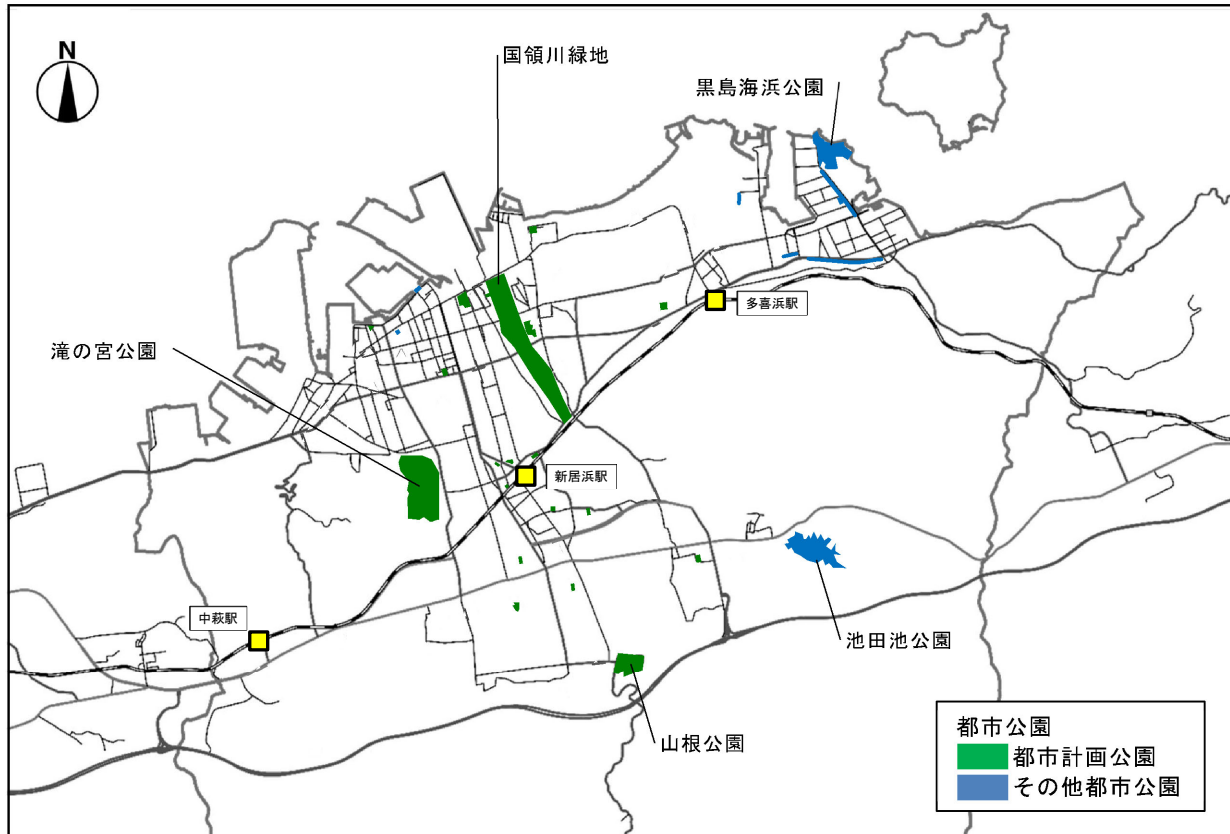 N
国領川緑地
黒島海浜公園
多喜浜駅
滝の宮公園
新居浜駅
中萩駅
池田池公園
山根公園
都市公園
都市計画公園
その他都市公園